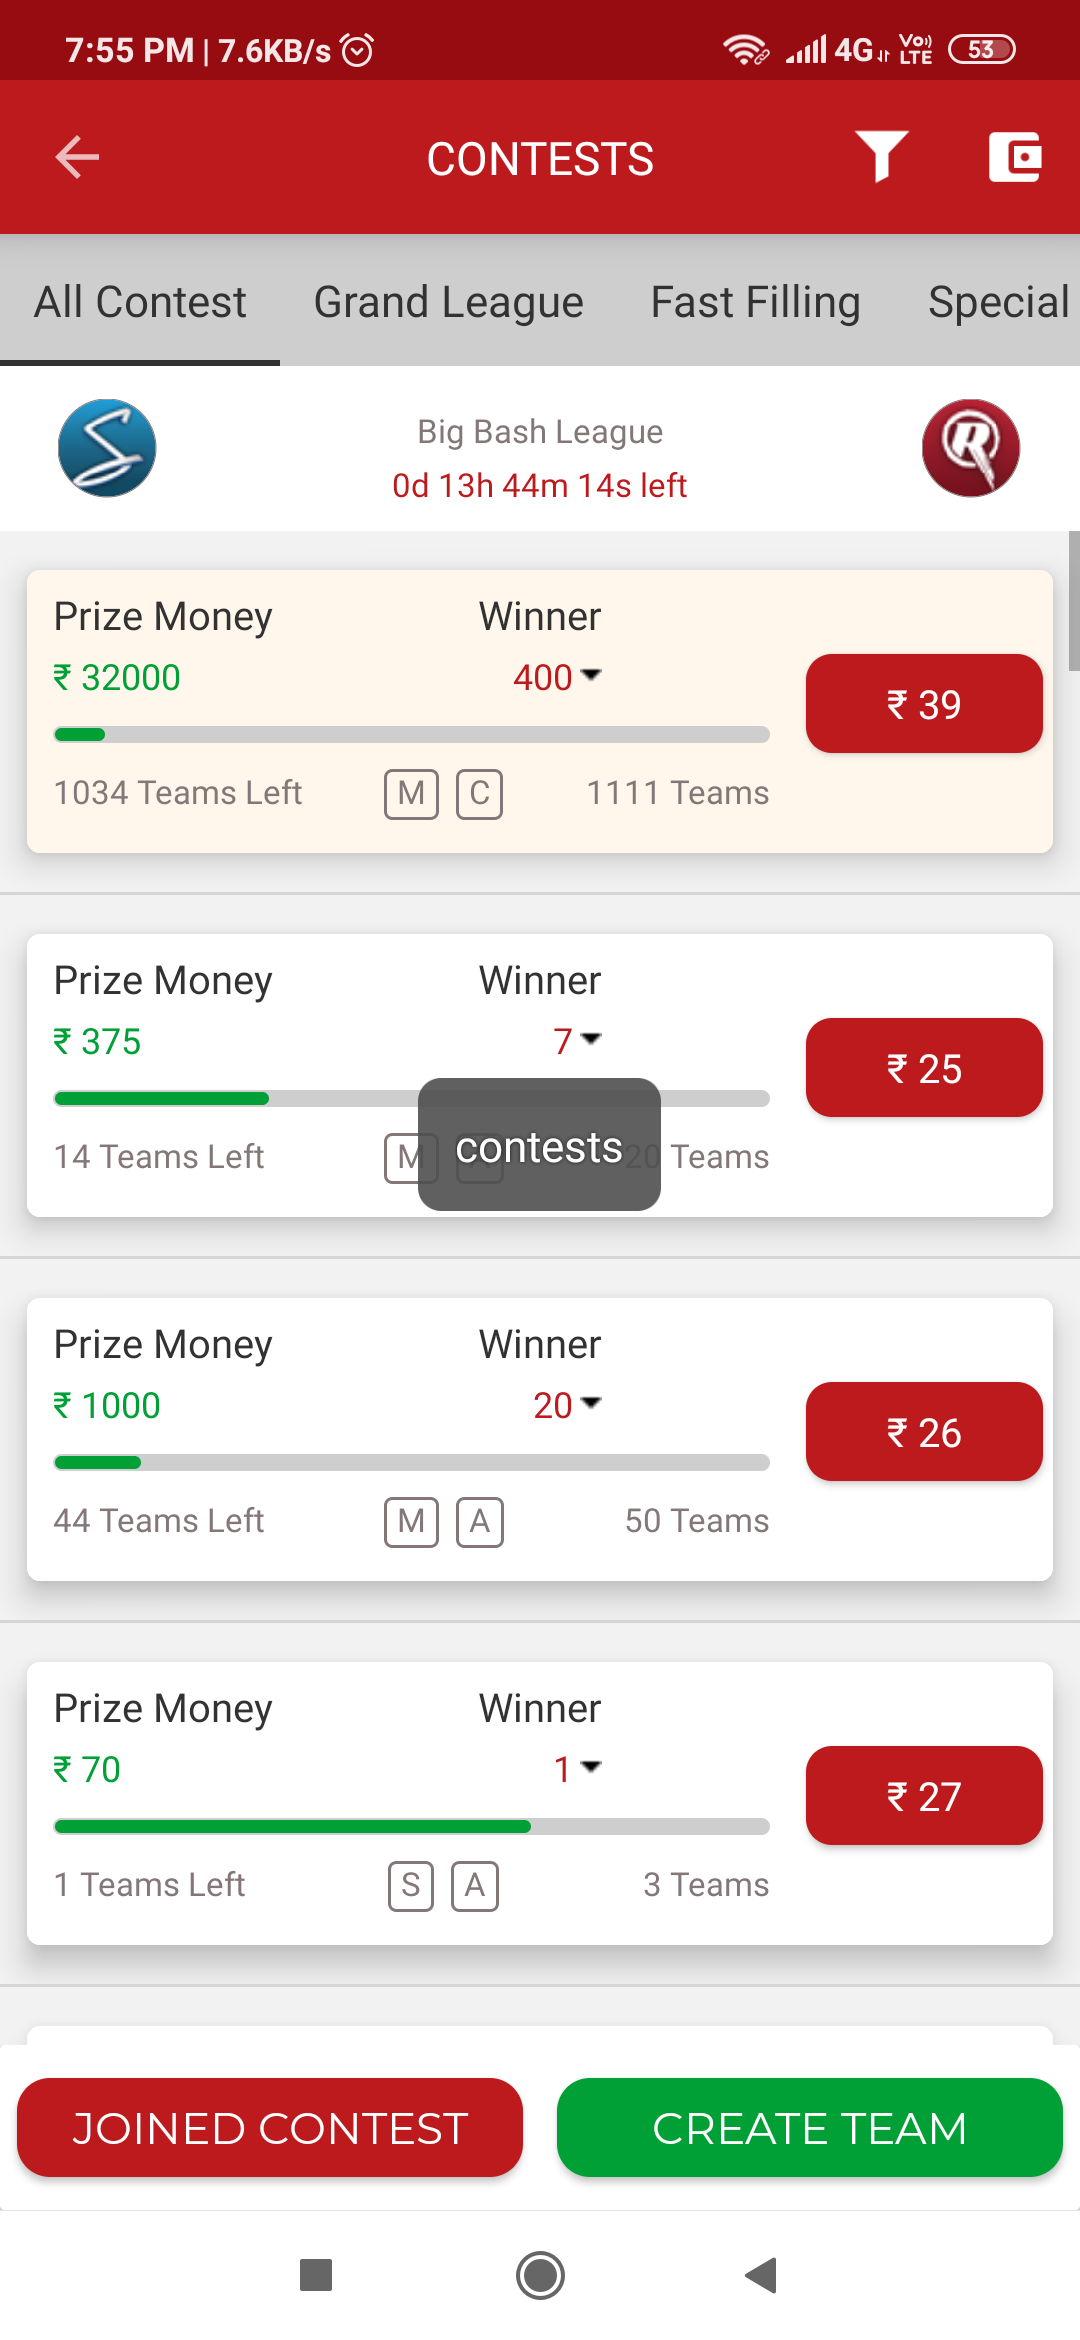 7:55 PM | 7.6KB/s 4G Vo)) LTE 53
CONTESTS
All Contest Grand League Fast Filling Special
Big Bash League
0d 13h 44m 14s left
Prize Money Winner
₹ 32000 400
₹ 39
1034 Teams Left M C 1111 Teams
Prize Money Winner
₹ 375 7
₹ 25
14 Teams Left M 20 Teams
contests
Prize Money Winner
₹ 1000 20
₹ 26
44 Teams Left M A 50 Teams
Prize Money Winner
₹ 70 1
₹ 27
1 Teams Left S A 3 Teams
JOINED CONTEST CREATE TEAM